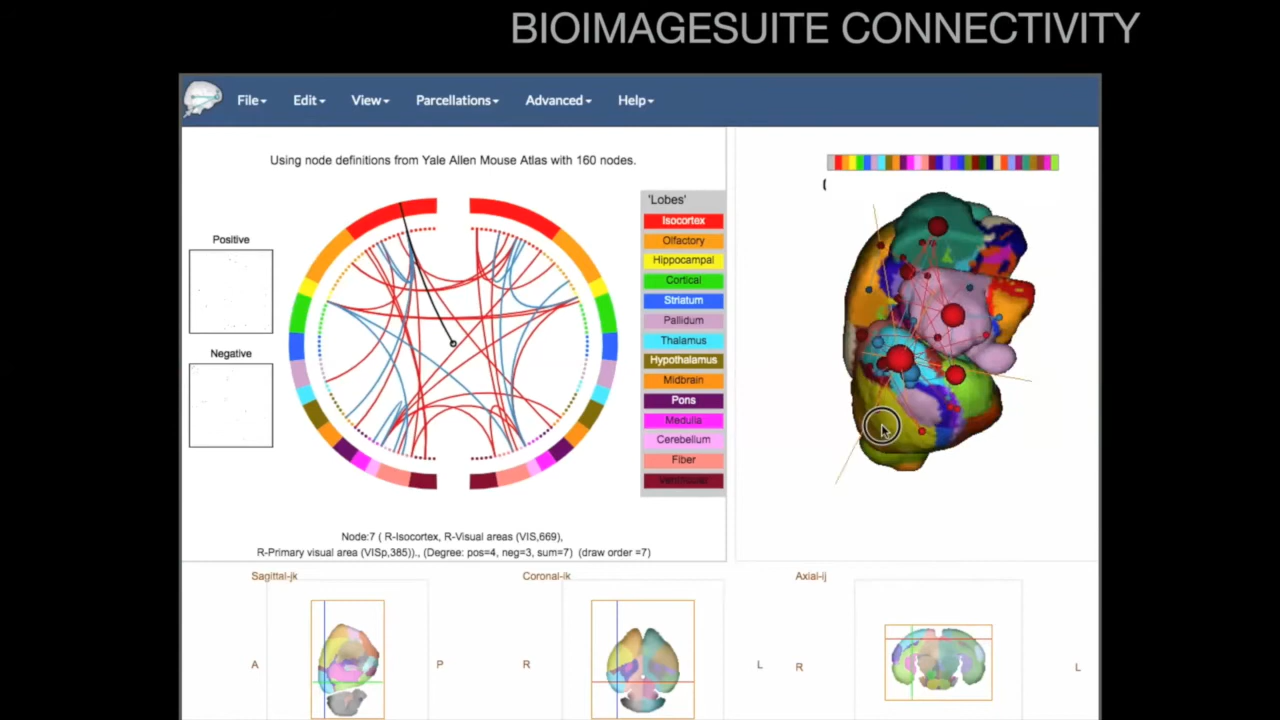 BIOIMAGESUITE CONNECTIVITY
File Edit View Parcellations Advanced Help
Using node definitions from Yale Allen Mouse Atlas with 160 nodes.
Positive
Negative
'Lobes'
Isocortex
Olfactory
Hippocampal
Cortical
Striatum
Pallidum
Thalamus
Hypothalamus
Midbrain
Pons
Medulla
Cerebellum
Fiber
Ventricular
Node:7 ( R-Isocortex, R-Visual areas (VIS,669),
R-Primary visual area (VISp,385))., (Degree: pos=4, neg=3, sum=7) (draw order =7)
Sagittal-jk
Coronal-ik
Axial-ij
A
P
R
L
R
L